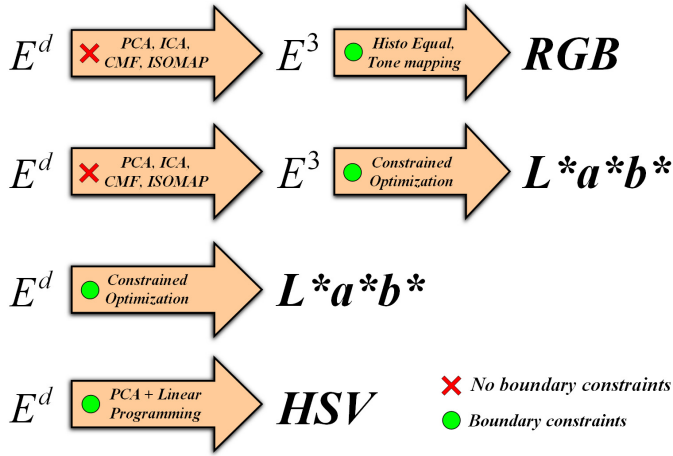 E^d PCA, ICA, E^3 Histo Equal, RGB
CMF, ISOMAP Tone mapping
E^d PCA, ICA, E^3 Constrained L*a*b*
CMF, ISOMAP Optimization
E^d Constrained L*a*b*
Optimization
E^d PCA + Linear HSV
Programming
No boundary constraints
Boundary constraints